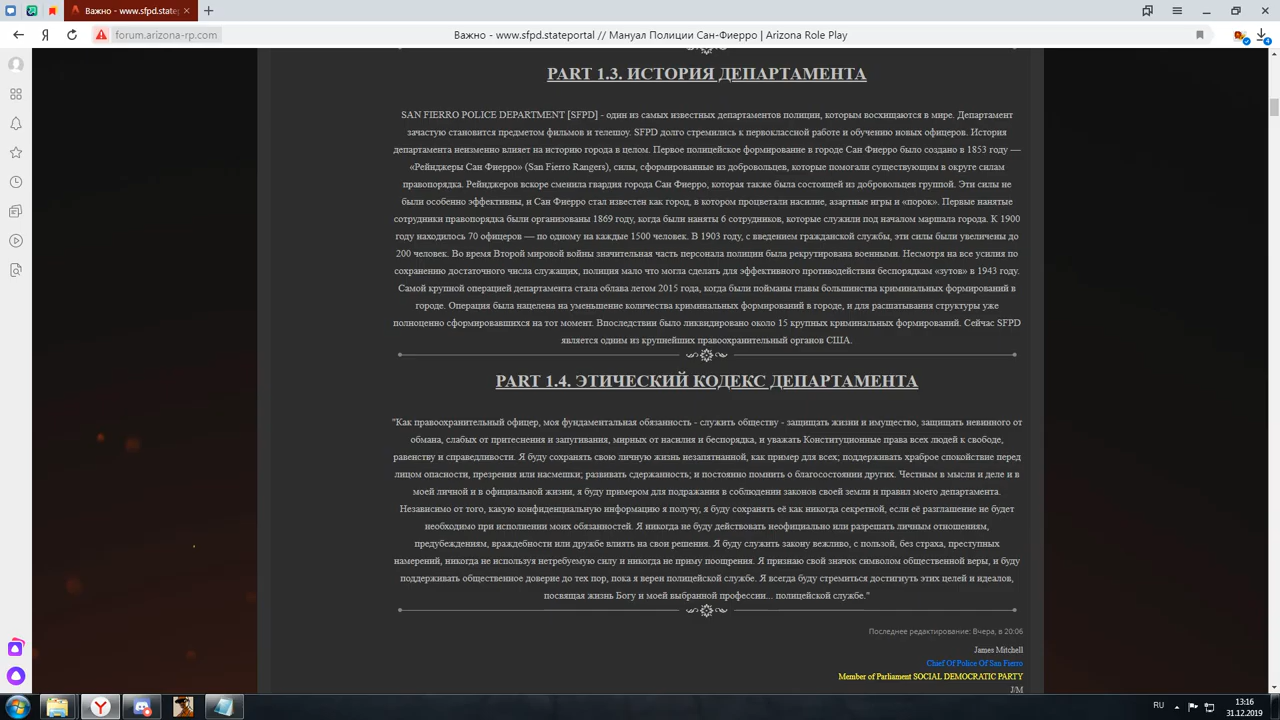 Важно - www.sfpd.state
forum.arizona-rp.com
Важно - www.sfpd.stateportal // Мануал Полиции Сан-Фиерро | Arizona Role Play
4
PART 1.3. ИСТОРИЯ ДЕПАРТАМЕНТА
SAN FIERRO POLICE DEPARTMENT [SFPD] - один из самых известных департаментов полиции, которым восхищаются в мире. Департамент
зачастую становится предметом фильмов и телешоу. SFPD долго стремились к первоклассной работе и обучению новых офицеров. История
департамента неизменно влияет на историю города в целом. Первое полицейское формирование в городе Сан Фиерро было создано в 1853 году —
«Рейнджеры Сан Фиерро» (San Fierro Rangers), силы, сформированные из добровольцев, которые помогали существующим в округе силам
правопорядка. Рейнджеров вскоре сменила гвардия города Сан Фиерро, которая также была состоящей из добровольцев группой. Эти силы не
были особенно эффективны, и Сан Фиерро стал известен как город, в котором процветали насилие, азартные игры и «порок». Первые нанятые
сотрудники правопорядка были организованы 1869 году, когда были наняты 6 сотрудников, которые служили под началом маршала города. К 1900
году находилось 70 офицеров — по одному на каждые 1500 человек. В 1903 году, с введением гражданской службы, эти силы были увеличены до
200 человек. Во время Второй мировой войны значительная часть персонала полиции была рекрутирована военными. Несмотря на все усилия по
сохранению достаточного числа служащих, полиция мало что могла сделать для эффективного противодействия беспорядкам «зутов» в 1943 году.
Самой крупной операцией департамента стала облава летом 2015 года, когда были пойманы главы большинства криминальных формирований в
городе. Операция была нацелена на уменьшение количества криминальных формирований в городе, и для расшатывания структуры уже
полноценно сформировавшихся на тот момент. Впоследствии было ликвидировано около 15 крупных криминальных формирований. Сейчас SFPD
является одним из крупнейших правоохранительный органов США.
PART 1.4. ЭТИЧЕСКИЙ КОДЕКС ДЕПАРТАМЕНТА
"Как правоохранительный офицер, моя фундаментальная обязанность - служить обществу - защищать жизни и имущество, защищать невинного от
обмана, слабых от притеснения и запугивания, мирных от насилия и беспорядка, и уважать Конституционные права всех людей к свободе,
равенству и справедливости. Я буду сохранять свою личную жизнь незапятнанной, как пример для всех; поддерживать храброе спокойствие перед
лицом опасности, презрения или насмешки; развивать сдержанность; и постоянно помнить о благосостоянии других. Честным в мысли и деле и в
моей личной и в официальной жизни, я буду примером для подражания в соблюдении законов своей земли и правил моего департамента.
Независимо от того, какую конфиденциальную информацию я получу, я буду сохранять её как никогда секретной, если её разглашение не будет
необходимо при исполнении моих обязанностей. Я никогда не буду действовать неофициально или разрешать личным отношениям,
предубеждениям, враждебности или дружбе влиять на свои решения. Я буду служить закону вежливо, с пользой, без страха, преступных
намерений, никогда не используя нетребуемую силу и никогда не приму поощрения. Я признаю свой значок символом общественной веры, и буду
поддерживать общественное доверие до тех пор, пока я верен полицейской службе. Я всегда буду стремиться достигнуть этих целей и идеалов,
посвящая жизнь Богу и моей выбранной профессии... полицейской службе."
Последнее редактирование: Вчера, в 20:06
James Mitchell
Chief Of Police Of San Fierro
Member of Parliament SOCIAL DEMOCRATIC PARTY
J/M
RU
13:16
31.12.2019